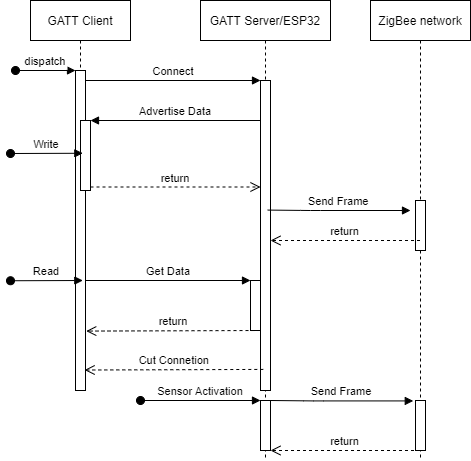 GATT Client
GATT Server/ESP32
ZigBee network
dispatch
Connect
Advertise Data
Write
return
Send Frame
return
Read
Get Data
return
Cut Connetion
Sensor Activation
Send Frame
return